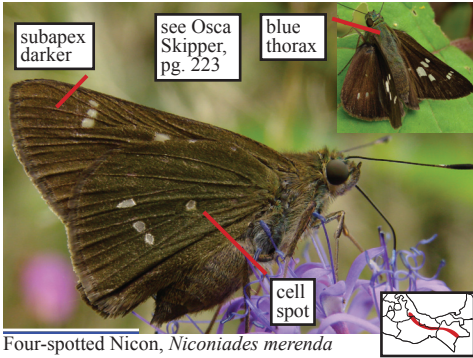 subapex
darker
see Osca
Skipper,
pg. 223
blue
thorax
cell
spot
Four-spotted Nicon, Niconiades merenda